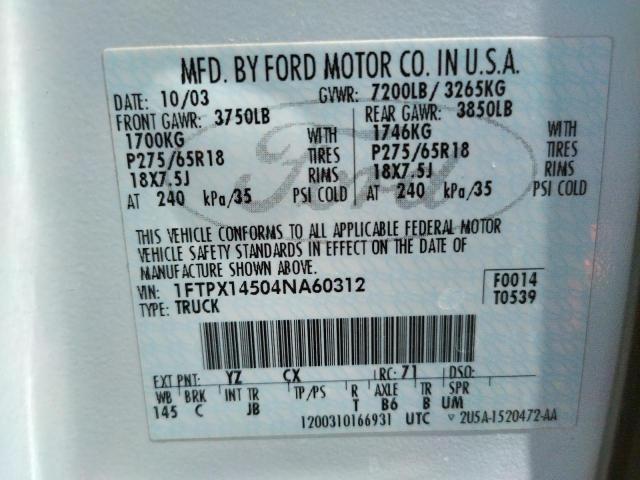 MFD. BY FORD MOTOR CO. IN U.S.A.
DATE: 10/03 GVWR: 7200LB/ 3265KG
FRONT GAWR: 3750LB REAR GAWR: 3850LB
1700KG WITH 1746KG WITH
P275/65R18 TIRES P275/65R18 TIRES
18X7.5J RIMS 18X7.5J RIMS
AT 240 kPa/35 PSI COLD AT 240 kPa/35 PSI COLD
Ford
THIS VEHICLE CONFORMS TO ALL APPLICABLE FEDERAL MOTOR
VEHICLE SAFETY STANDARDS IN EFFECT ON THE DATE OF
MANUFACTURE SHOWN ABOVE.
VIN: 1FTPX14504NA60312 F0014
TYPE: TRUCK T0539
EXT PNT: YZ CX RC: 71 DSO:
WB BRK INT TR TP/PS R AXLE TR SPR
145 C JB T B6 B UM
1200310166931 UTC ▽ 2U5A-1520472-AA